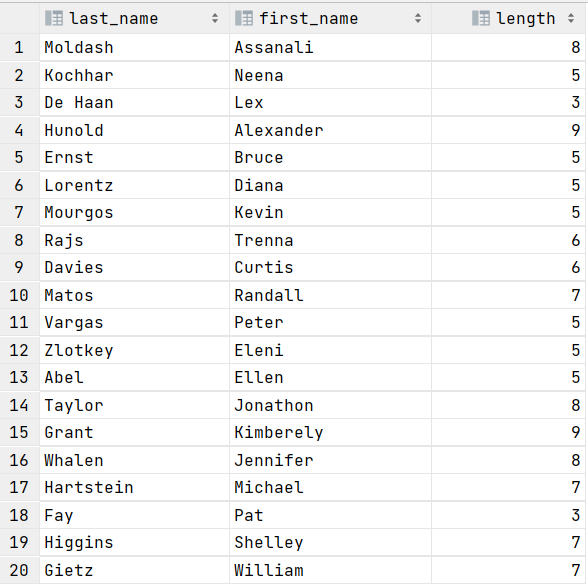 last_name first_name length
1 Moldash Assanali 8
2 Kochhar Neena 5
3 De Haan Lex 3
4 Hunold Alexander 9
5 Ernst Bruce 5
6 Lorentz Diana 5
7 Mourgos Kevin 5
8 Rajs Trenna 6
9 Davies Curtis 6
10 Matos Randall 7
11 Vargas Peter 5
12 Zlotkey Eleni 5
13 Abel Ellen 5
14 Taylor Jonathon 8
15 Grant Kimberely 9
16 Whalen Jennifer 8
17 Hartstein Michael 7
18 Fay Pat 3
19 Higgins Shelley 7
20 Gietz William 7